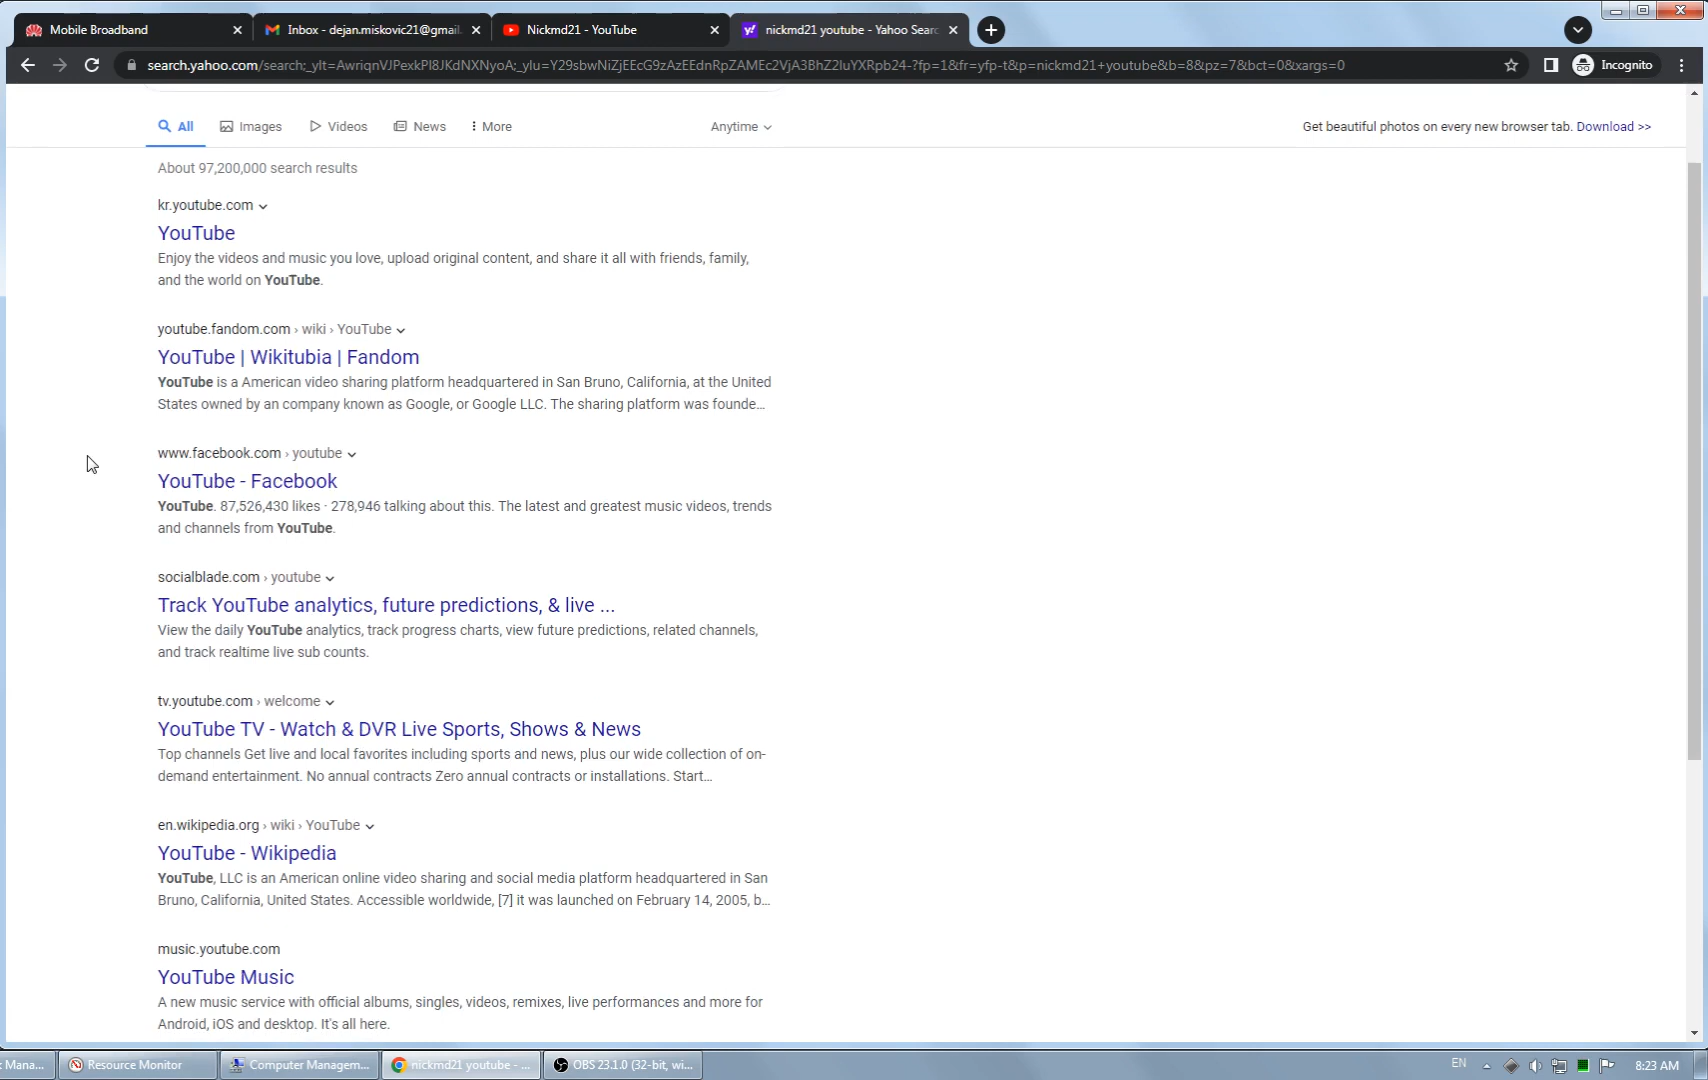 Mobile Broadband
Inbox - dejan.miskovic21@gmail.
Nickmd21 - YouTube
nickmd21 youtube - Yahoo Searc
search.yahoo.com/search;_ylt=AwriqnVJPexkPI8JKdNXNyoA;_ylu=Y29sbwNiZjEEcG9zAzEEdnRpZAMEc2VjA3BhZ2luYXRpb24-?fp=1&fr=yfp-t&p=nickmd21+youtube&b=8&pz=7&bct=0&xargs=0
Incognito
All
Images
Videos
News
More
Anytime
Get beautiful photos on every new browser tab. Download >>
About 97,200,000 search results
kr.youtube.com
YouTube
Enjoy the videos and music you love, upload original content, and share it all with friends, family,
and the world on YouTube.
youtube.fandom.com › wiki › YouTube
YouTube | Wikitubia | Fandom
YouTube is a American video sharing platform headquartered in San Bruno, California, at the United
States owned by an company known as Google, or Google LLC. The sharing platform was founde...
www.facebook.com › youtube
YouTube - Facebook
YouTube. 87,526,430 likes · 278,946 talking about this. The latest and greatest music videos, trends
and channels from YouTube.
socialblade.com › youtube
Track YouTube analytics, future predictions, & live ...
View the daily YouTube analytics, track progress charts, view future predictions, related channels,
and track realtime live sub counts.
tv.youtube.com › welcome
YouTube TV - Watch & DVR Live Sports, Shows & News
Top channels Get live and local favorites including sports and news, plus our wide collection of on-
demand entertainment. No annual contracts Zero annual contracts or installations. Start...
en.wikipedia.org › wiki › YouTube
YouTube - Wikipedia
YouTube, LLC is an American online video sharing and social media platform headquartered in San
Bruno, California, United States. Accessible worldwide, [7] it was launched on February 14, 2005, b...
music.youtube.com
YouTube Music
A new music service with official albums, singles, videos, remixes, live performances and more for
Android, iOS and desktop. It's all here.
Mana...
Resource Monitor
Computer Managem...
nickmd21 youtube - ...
OBS 23.1.0 (32-bit, wi...
EN
8:23 AM